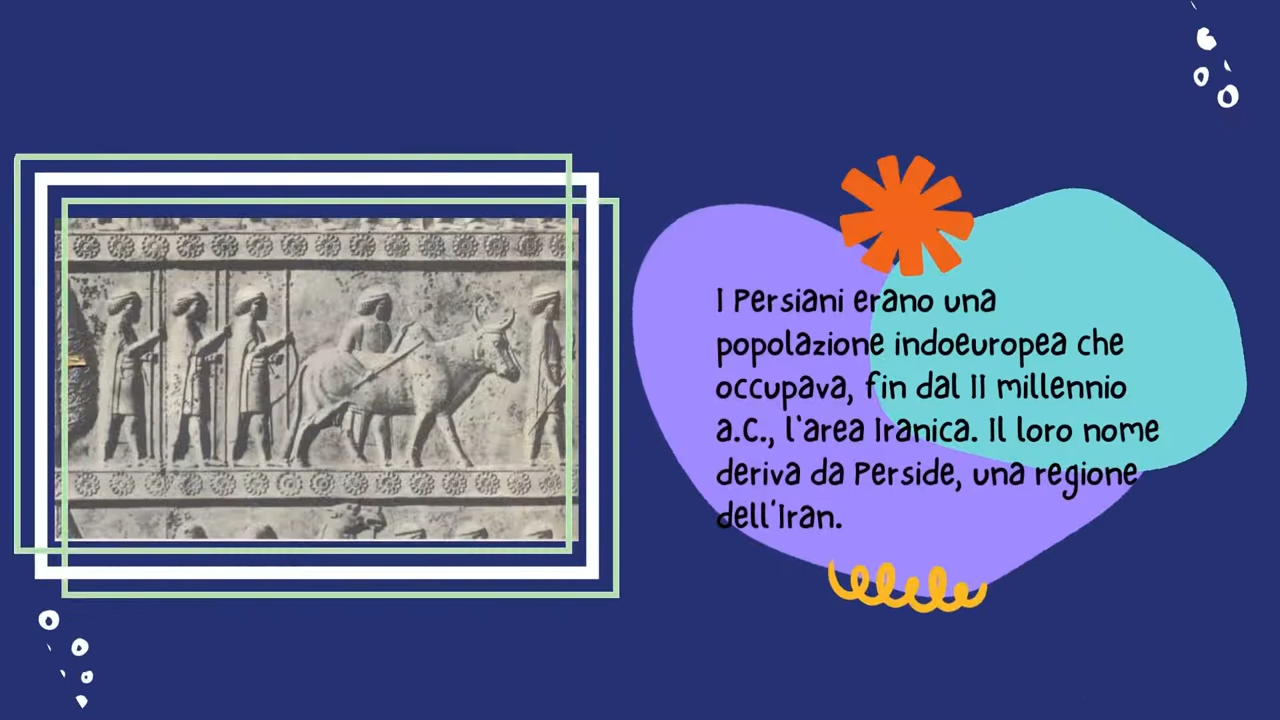 I Persiani erano una
popolazione indoeuropea che
occupava, fin dal II millennio
a.C., l'area Iranica. Il loro nome
deriva da Perside, una regione
dell'Iran.